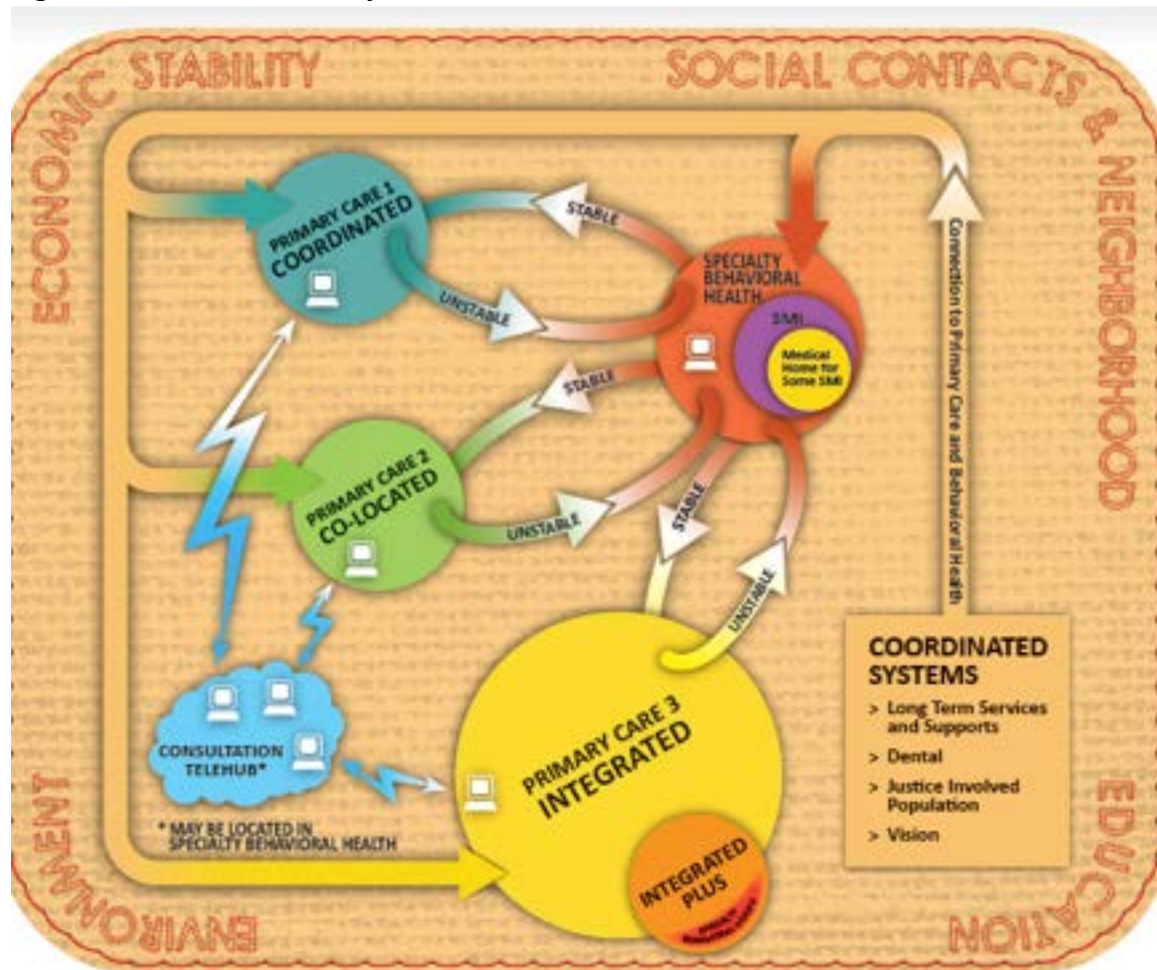 ECONOMIC STABILITY
SOCIAL CONTACTS & NEIGHBORHOOD
PRIMARY CARE 1
COORDINATED
STABLE
UNSTABLE
SPECIALTY
BEHAVIORAL
HEALTH
SMI
Medical
Home for
Some SMI
STABLE
PRIMARY CARE 2
CO-LOCATED
UNSTABLE
STABLE
UNSTABLE
Connection to Primary Care and Behavioral Health
CONSULTATION
TELEHUB*
* MAY BE LOCATED IN
SPECIALTY BEHAVIORAL HEALTH
PRIMARY CARE 3
INTEGRATED
INTEGRATED
PLUS
COORDINATED
SYSTEMS
> Long Term Services
and Supports
> Dental
> Justice Involved
Population
> Vision
ENVIRONMENT
EDUCATION